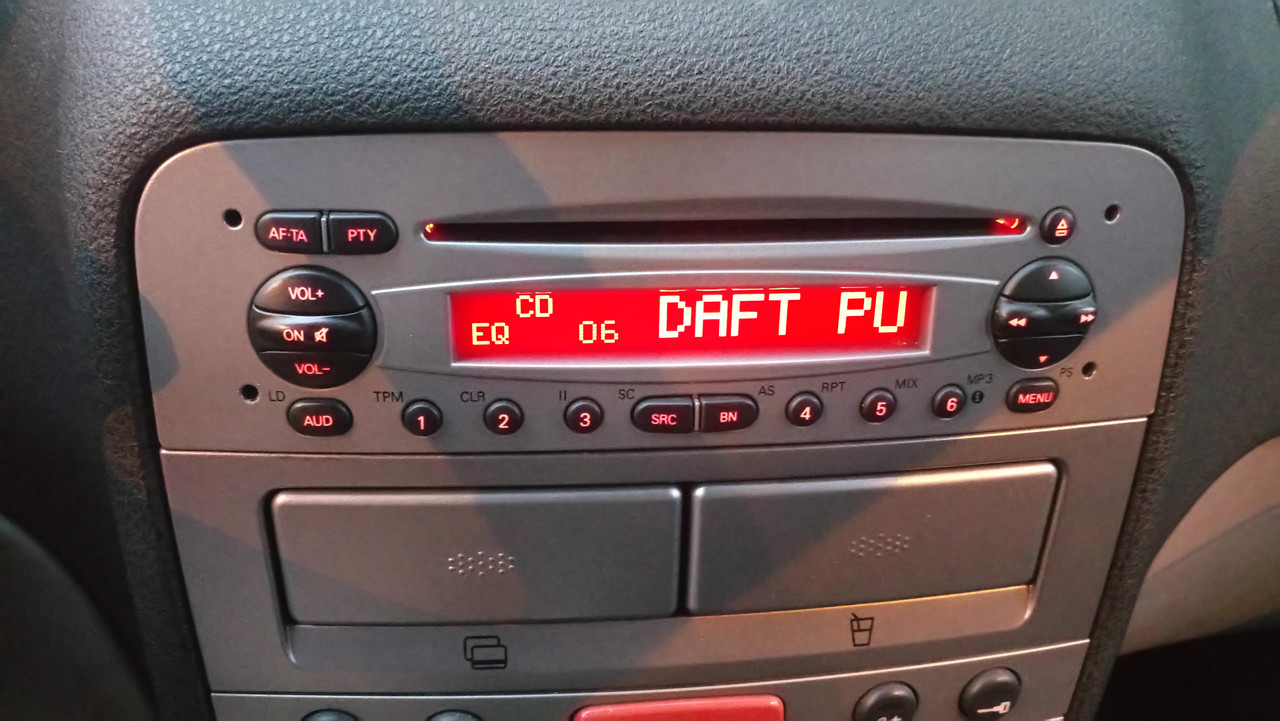 AF·TA PTY
VOL+
CD
DAFT PU
ON
EQ
06
VOL-
LD
TPM
CLR
II
SC
AS
RPT
MIX
MP3
PS
AUD
1
2
3
SRC
BN
4
5
6
i
MENU